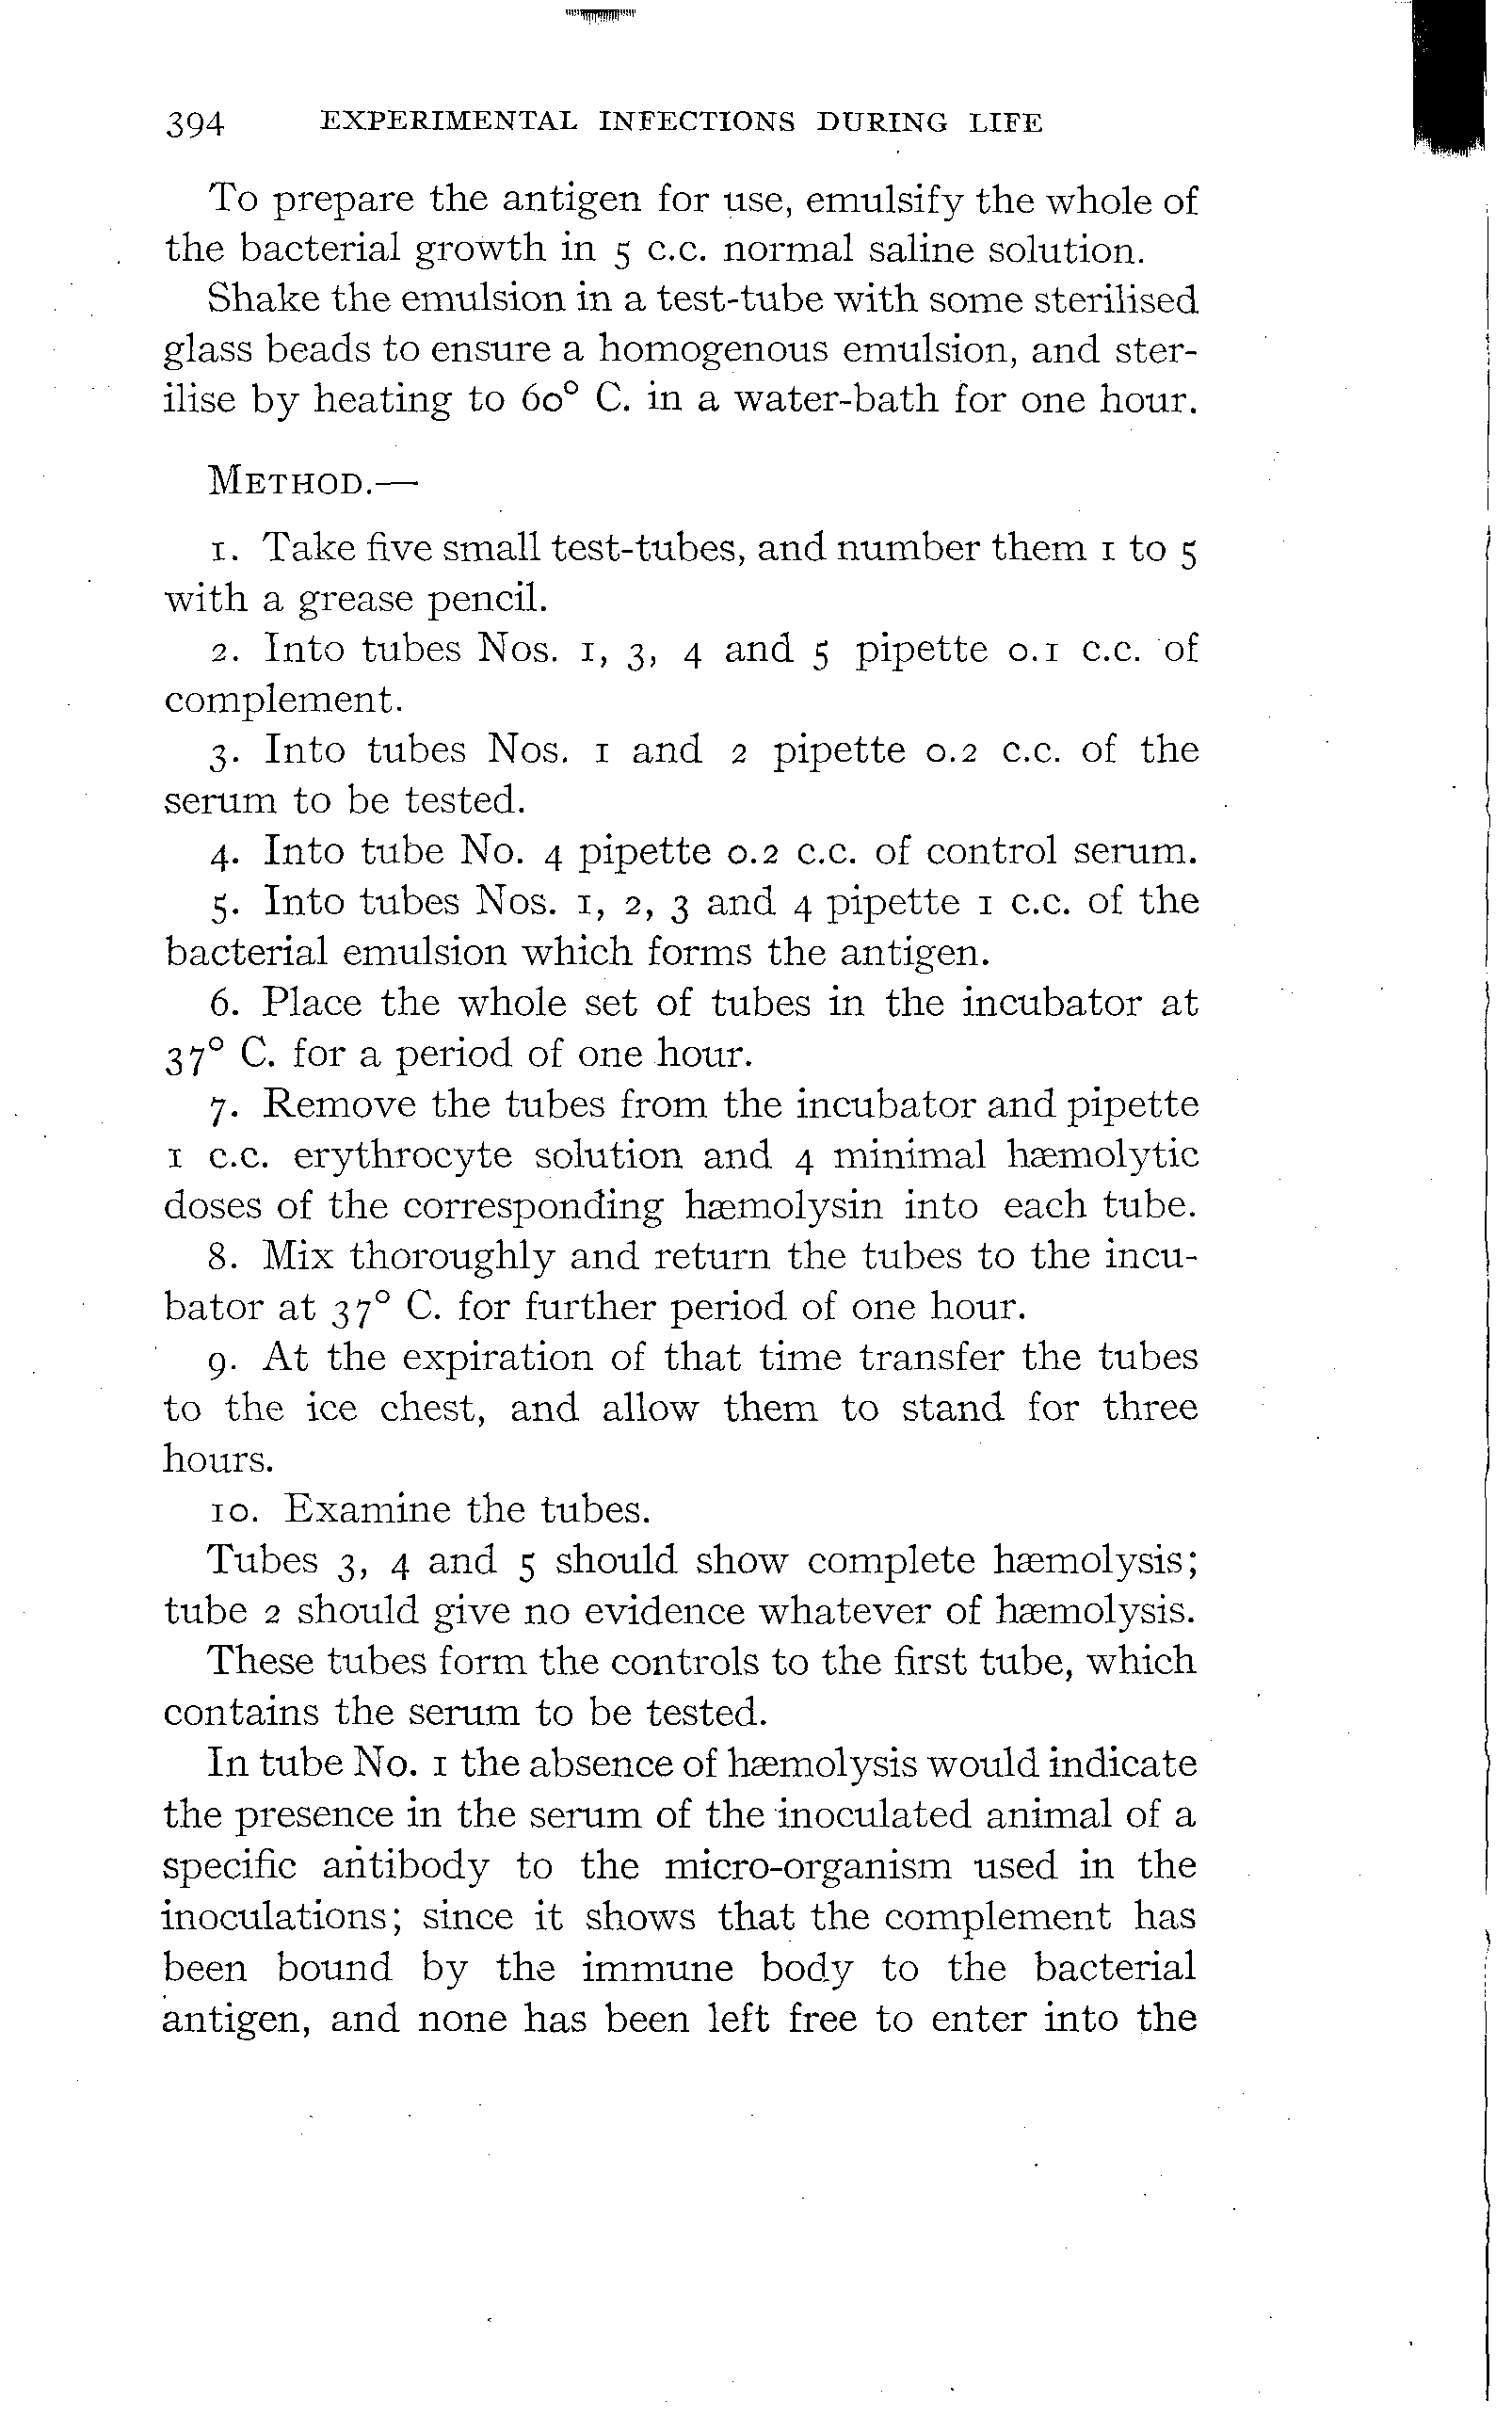 394 EXPERIMENTAL INFECTIONS DURING LIFE
To prepare the antigen for use, emulsify the whole of
the bacterial growth in 5 c.c. normal saline solution.
Shake the emulsion in a test-tube with some sterilised
glass beads to ensure a homogenous emulsion, and ster-
ilise by heating to 60° C. in a water-bath for one hour.
METHOD.—
1. Take five small test-tubes, and number them 1 to 5
with a grease pencil.
2. Into tubes Nos. 1, 3, 4 and 5 pipette 0.1 c.c. of
complement.
3. Into tubes Nos. 1 and 2 pipette 0.2 c.c. of the
serum to be tested.
4. Into tube No. 4 pipette 0.2 c.c. of control serum.
5. Into tubes Nos. 1, 2, 3 and 4 pipette 1 c.c. of the
bacterial emulsion which forms the antigen.
6. Place the whole set of tubes in the incubator at
37° C. for a period of one hour.
7. Remove the tubes from the incubator and pipette
1 c.c. erythrocyte solution and 4 minimal hæmolytic
doses of the corresponding hæmolysin into each tube.
8. Mix thoroughly and return the tubes to the incu-
bator at 37° C. for further period of one hour.
9. At the expiration of that time transfer the tubes
to the ice chest, and allow them to stand for three
hours.
10. Examine the tubes.
Tubes 3, 4 and 5 should show complete hæmolysis;
tube 2 should give no evidence whatever of hæmolysis.
These tubes form the controls to the first tube, which
contains the serum to be tested.
In tube No. 1 the absence of hæmolysis would indicate
the presence in the serum of the inoculated animal of a
specific antibody to the micro-organism used in the
inoculations; since it shows that the complement has
been bound by the immune body to the bacterial
antigen, and none has been left free to enter into the